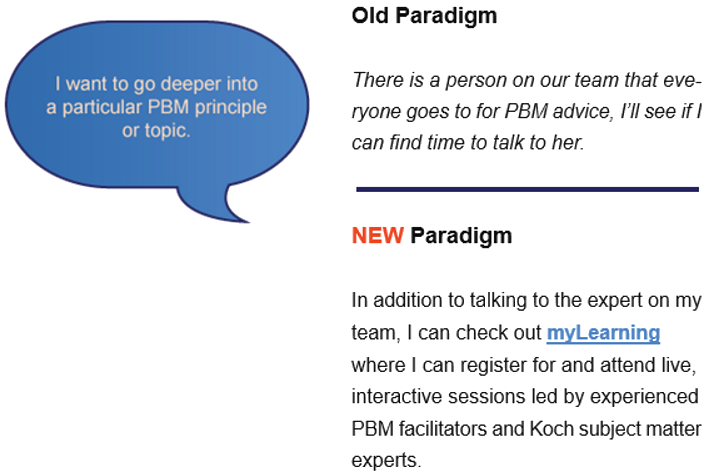 I want to go deeper into
a particular PBM principle
or topic.
Old Paradigm
There is a person on our team that eve-
ryone goes to for PBM advice, I'll see if I
can find time to talk to her.
NEW Paradigm
In addition to talking to the expert on my
team, I can check out myLearning
where I can register for and attend live,
interactive sessions led by experienced
PBM facilitators and Koch subject matter
experts.